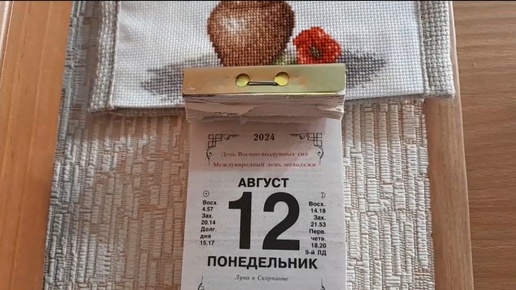 2024
День Военно-воздушных сил
Международный день молодежи
АВГУСТ
Восх.
4.57
Зах.
20.14
Долг.
дня
15.17
12
Восх.
14.18
Зах.
21.53
Перв.
четв.
18.20
9-й ЛД
ПОНЕДЕЛЬНИК
Луна в Скорпионе